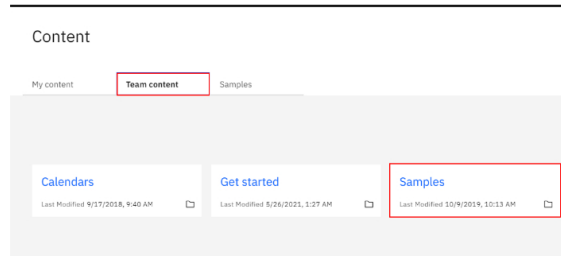 Content
My content Team content Samples
Calendars Get started Samples
Last Modified 9/17/2018, 9:40 AM Last Modified 5/26/2021, 1:27 AM Last Modified 10/9/2019, 10:13 AM